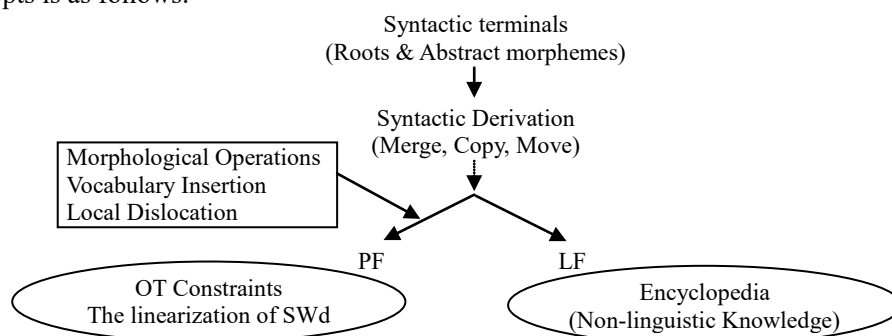 pts is as follows:
Syntactic terminals
(Roots & Abstract morphemes)
Syntactic Derivation
(Merge, Copy, Move)
Morphological Operations
Vocabulary Insertion
Local Dislocation
PF
LF
OT Constraints
The linearization of SWd
Encyclopedia
(Non-linguistic Knowledge)